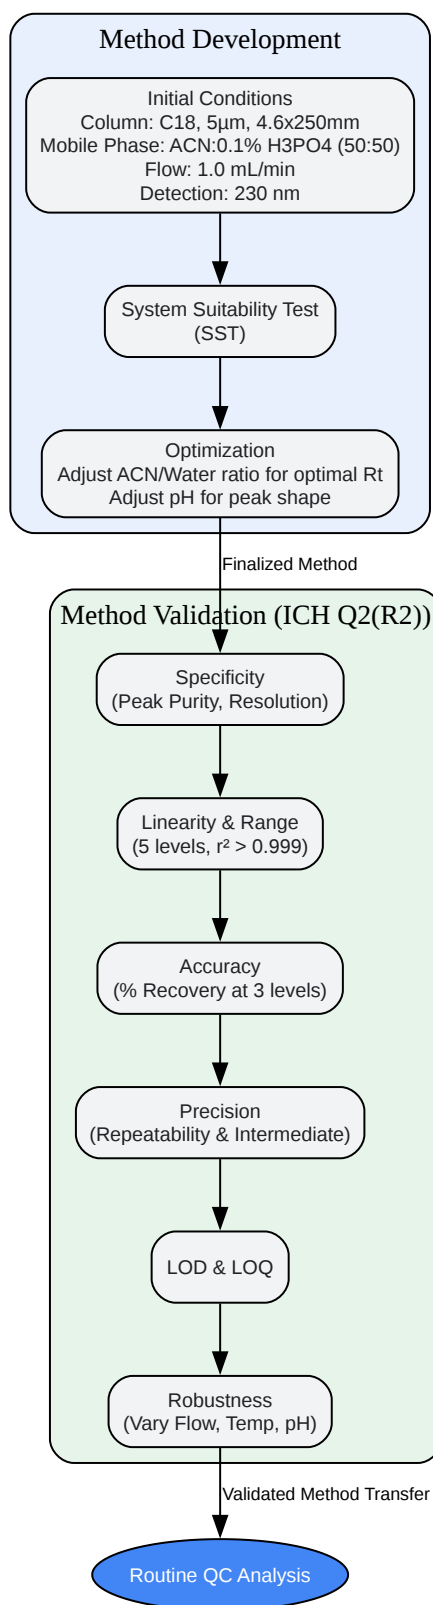 Method Development
Initial Conditions
Column: C18, 5µm, 4.6x250mm
Mobile Phase: ACN:0.1% H3PO4 (50:50)
Flow: 1.0 mL/min
Detection: 230 nm
System Suitability Test
(SST)
Optimization
Adjust ACN/Water ratio for optimal Rt
Adjust pH for peak shape
Finalized Method
Method Validation (ICH Q2(R2))
Specificity
(Peak Purity, Resolution)
Linearity & Range
(5 levels, r² > 0.999)
Accuracy
(% Recovery at 3 levels)
Precision
(Repeatability & Intermediate)
LOD & LOQ
Robustness
(Vary Flow, Temp, pH)
Validated Method Transfer
Routine QC Analysis